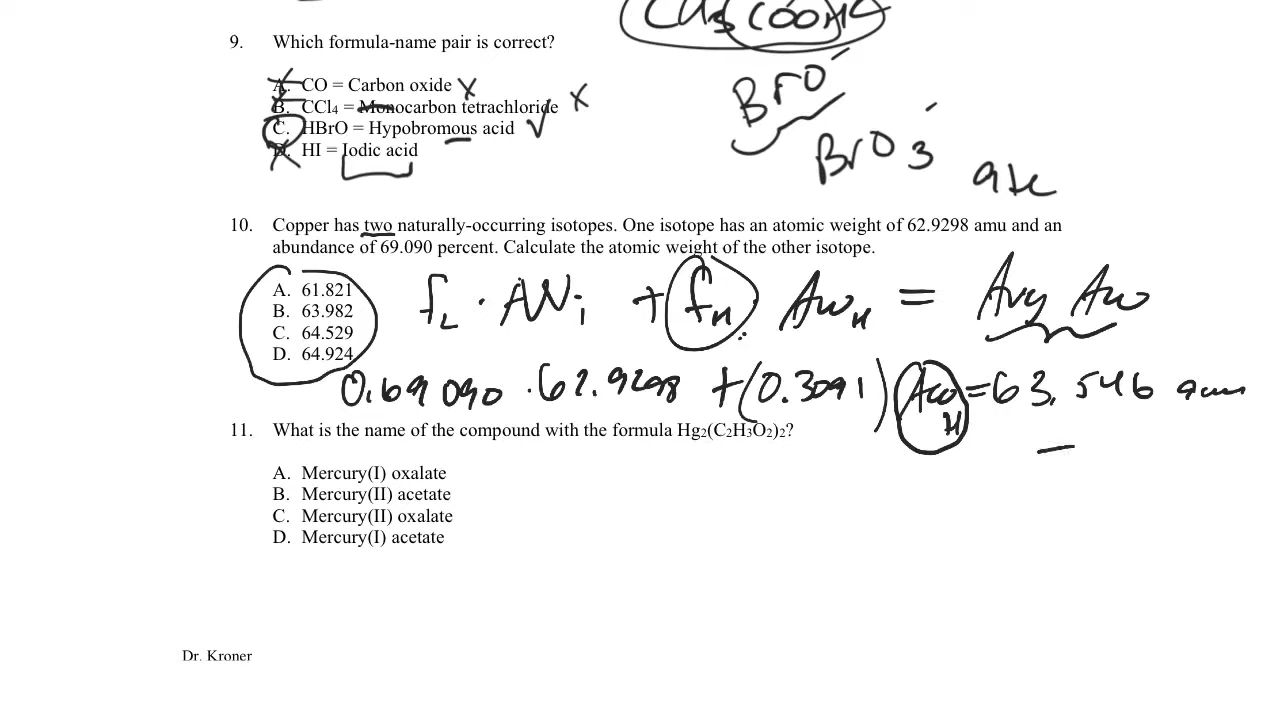 CH3COONa
9. Which formula-name pair is correct?
A. CO = Carbon oxide X
B. CCl4 = Monocarbon tetrachloride X
C. HBrO = Hypobromous acid ✓
D. HI = Iodic acid
BrO⁻
BrO3⁻
ate
10. Copper has two naturally-occurring isotopes. One isotope has an atomic weight of 62.9298 amu and an
abundance of 69.090 percent. Calculate the atomic weight of the other isotope.
A. 61.821
B. 63.982
C. 64.529
D. 64.924
fL · AWi + fH AWH = Avg AW
0.69090 · 62.9298 + (0.3091) (AWH = 63.546 amu
11. What is the name of the compound with the formula Hg2(C2H3O2)2?
A. Mercury(I) oxalate
B. Mercury(II) acetate
C. Mercury(II) oxalate
D. Mercury(I) acetate
Dr. Kroner